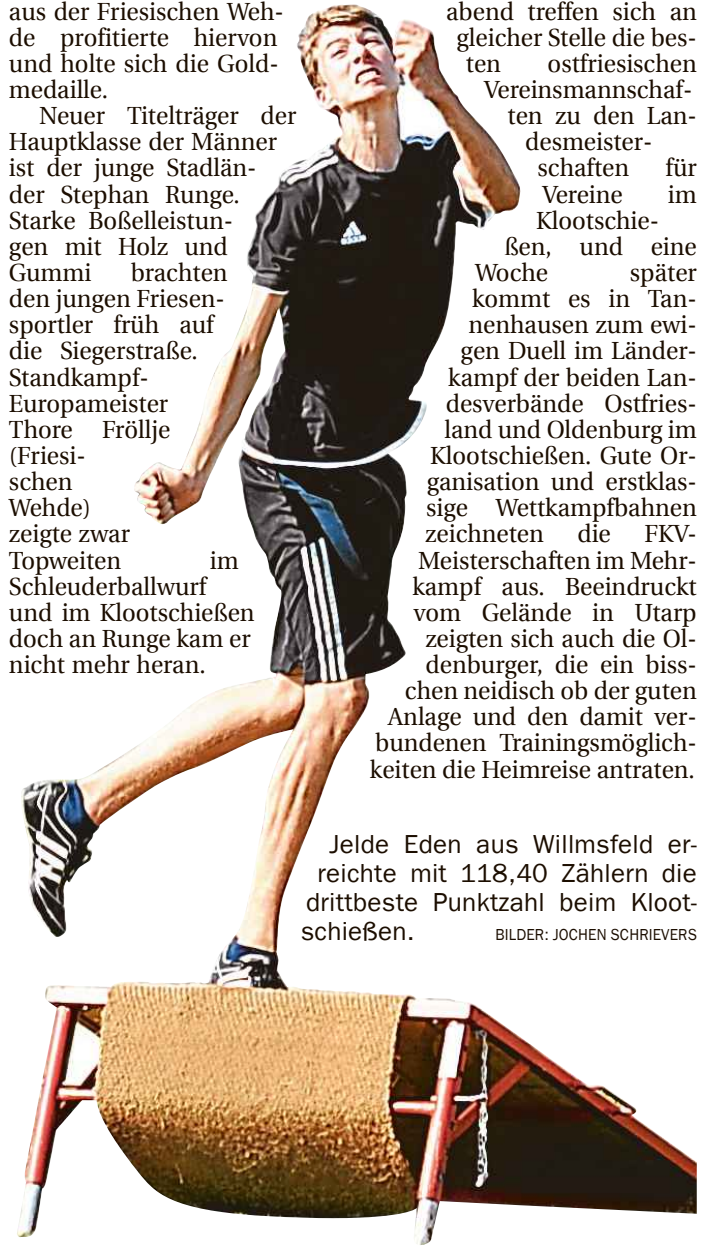 aus der Friesischen Weh-
de profitierte hiervon
und holte sich die Gold-
medaille.
Neuer Titelträger der
Hauptklasse der Männer
ist der junge Stadlän-
der Stephan Runge.
Starke Boßelleistun-
gen mit Holz und
Gummi brachten
den jungen Friesen-
sportler früh auf
die Siegerstraße.
Standkampf-
Europameister
Thore Fröllje
(Friesi-
schen
Wehde)
zeigte zwar
Topweiten im
Schleuderballwurf
und im Klootschießen
doch an Runge kam er
nicht mehr heran.
abend treffen sich an
gleicher Stelle die bes-
ten ostfriesischen
Vereinsmannschaf-
ten zu den Lan-
desmeister-
schaften für
Vereine im
Klootschie-
ßen, und eine
Woche später
kommt es in Tan-
nenhausen zum ewi-
gen Duell im Länder-
kampf der beiden Lan-
desverbände Ostfries-
land und Oldenburg im
Klootschießen. Gute Or-
ganisation und erstklas-
sige Wettkampfbahnen
zeichneten die FKV-
Meisterschaften im Mehr-
kampf aus. Beeindruckt
vom Gelände in Utarp
zeigten sich auch die Ol-
denburger, die ein biss-
chen neidisch ob der guten
Anlage und den damit ver-
bundenen Trainingsmöglich-
keiten die Heimreise antraten.
adidas
Jelde Eden aus Willmsfeld er-
reichte mit 118,40 Zählern die
drittbeste Punktzahl beim Kloot-
schießen. BILDER: JOCHEN SCHRIEVERS